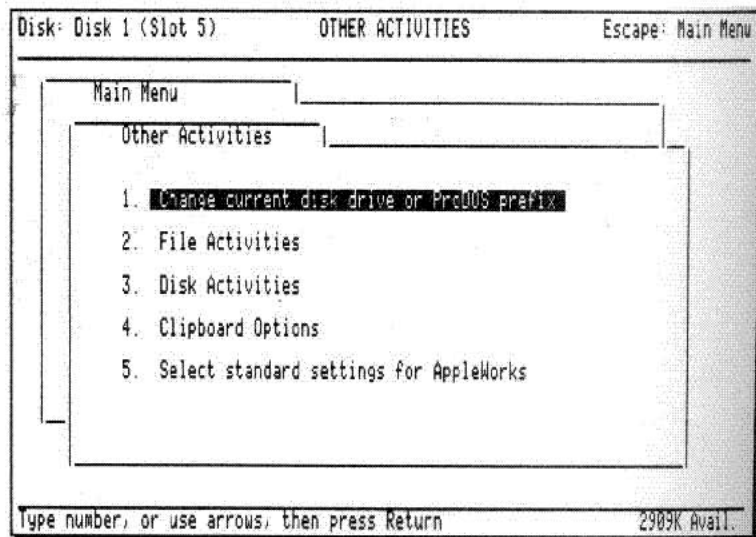 Disk: Disk 1 (Slot 5) OTHER ACTIVITIES Escape: Main Menu
Main Menu
Other Activities
1. Change current disk drive or ProDOS prefix
2. File Activities
3. Disk Activities
4. Clipboard Options
5. Select standard settings for AppleWorks
Type number, or use arrows, then press Return 2909K Avail.